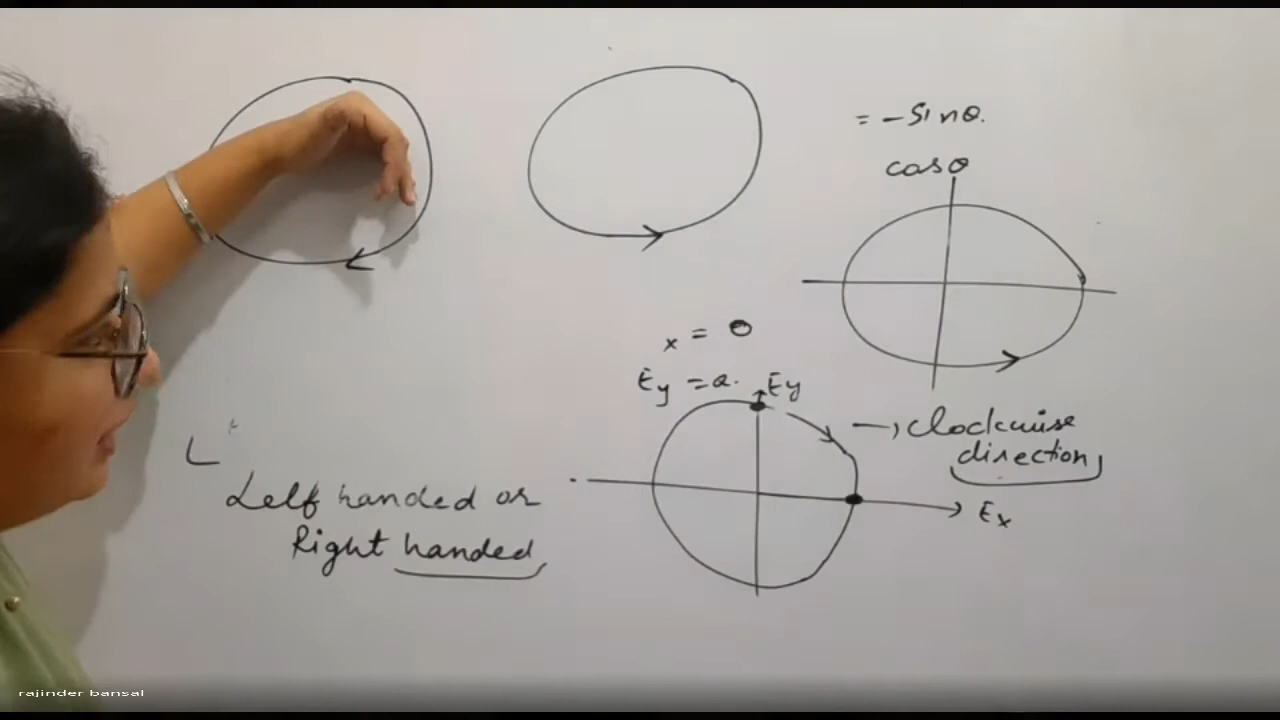 = -Sinθ.
cosθ
x = 0
Ey = a.
Ey
→ clockwise
direction
Ex
L
Left handed or
Right handed
rajinder bansal